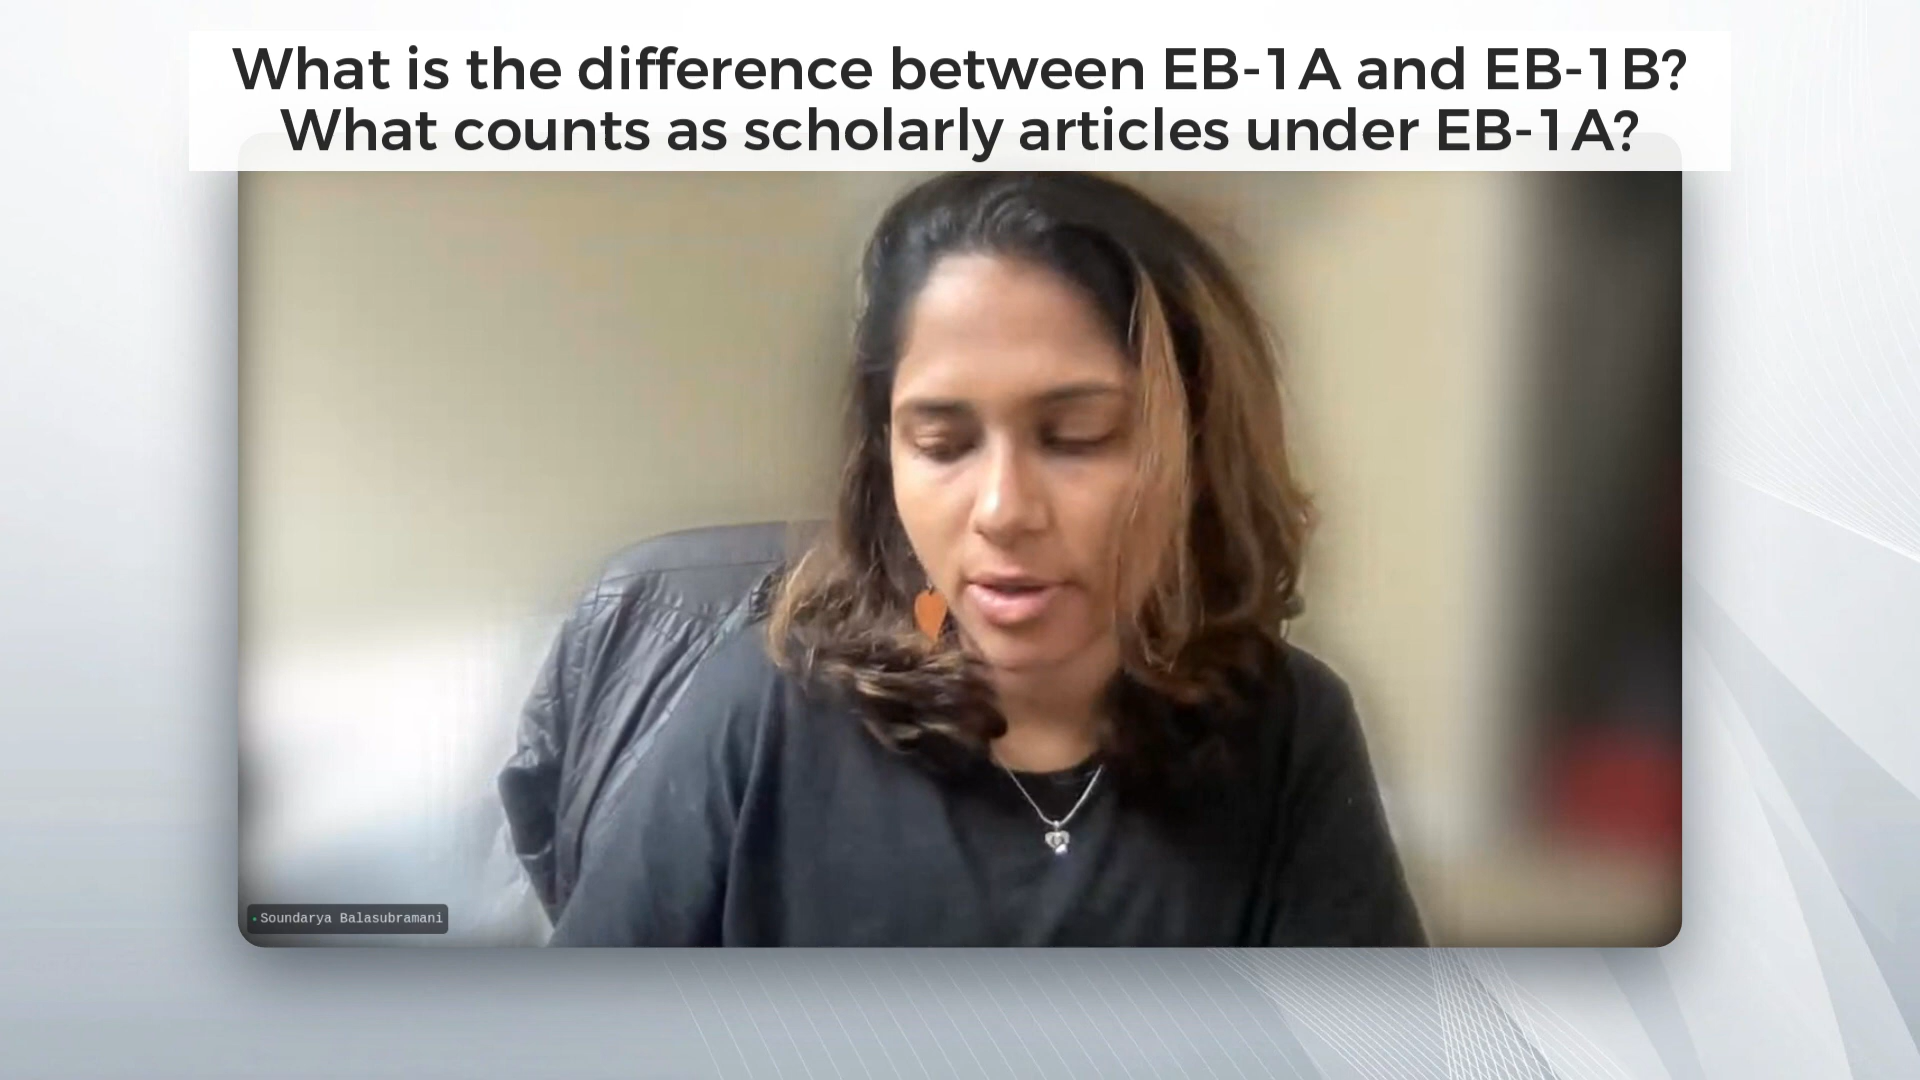 What is the difference between EB-1A and EB-1B?
What counts as scholarly articles under EB-1A?
Soundarya Balasubramani